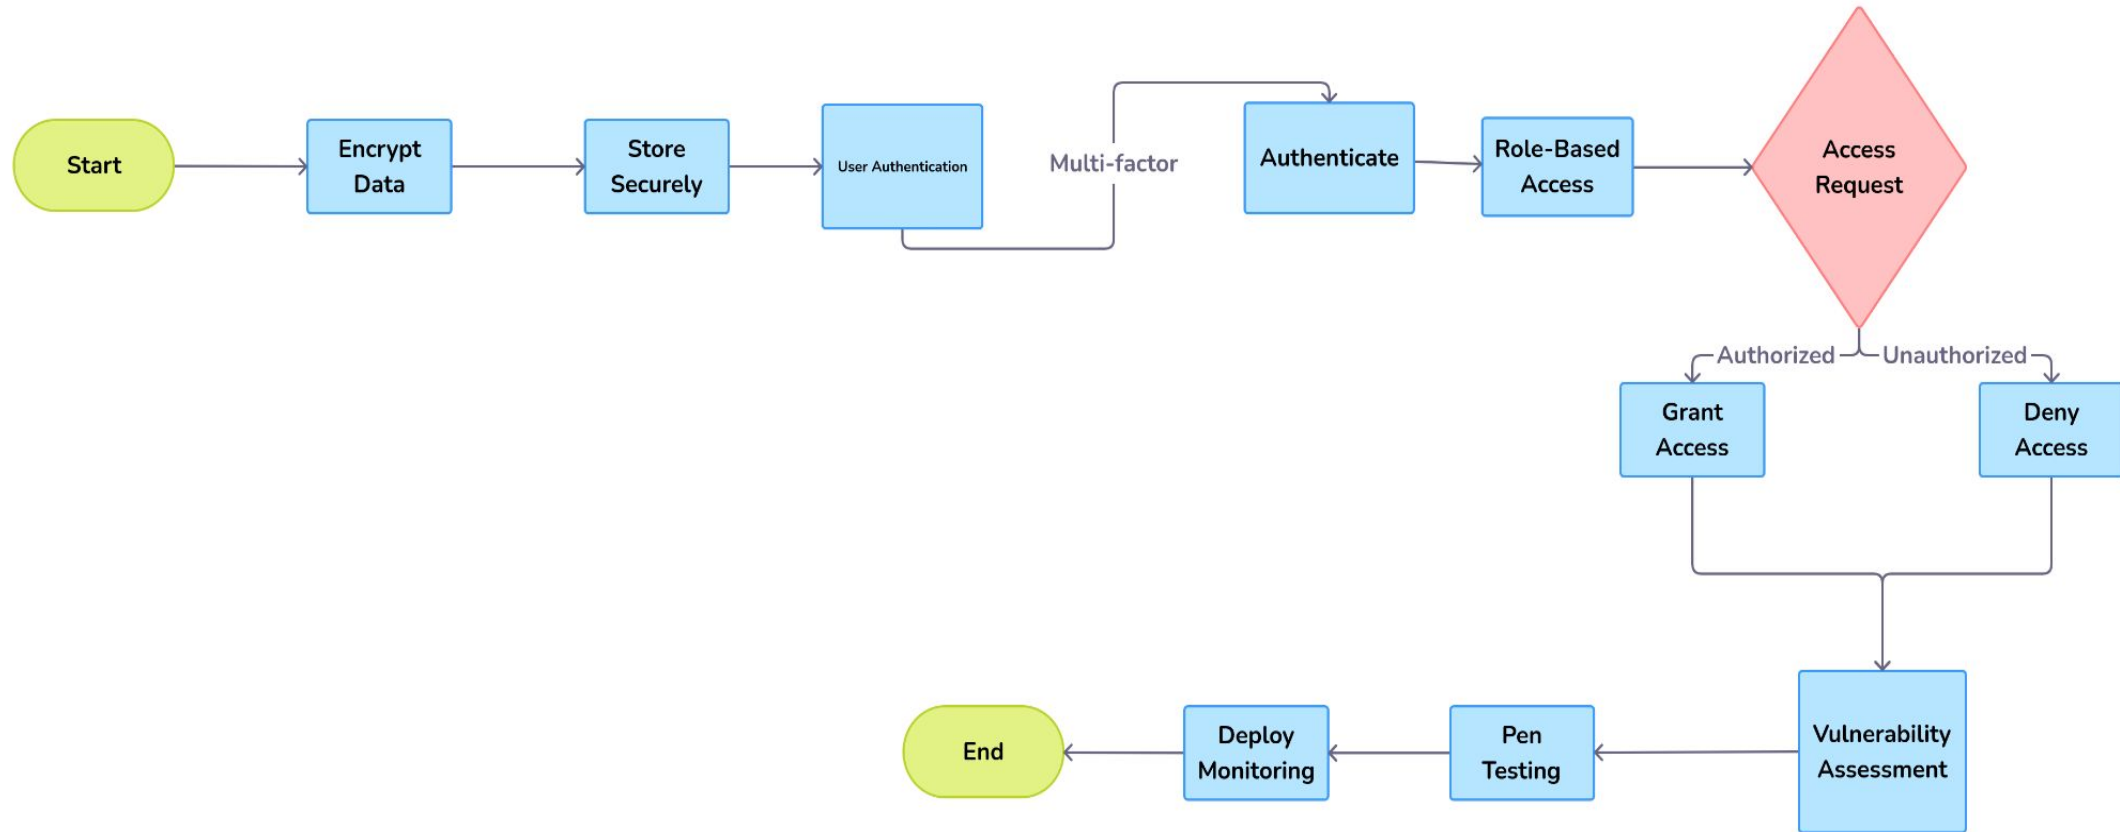 Start
Encrypt
Data
Store
Securely
User Authentication
Multi-factor
Authenticate
Role-Based
Access
Access
Request
Authorized
Unauthorized
Grant
Access
Deny
Access
Vulnerability
Assessment
Pen
Testing
Deploy
Monitoring
End